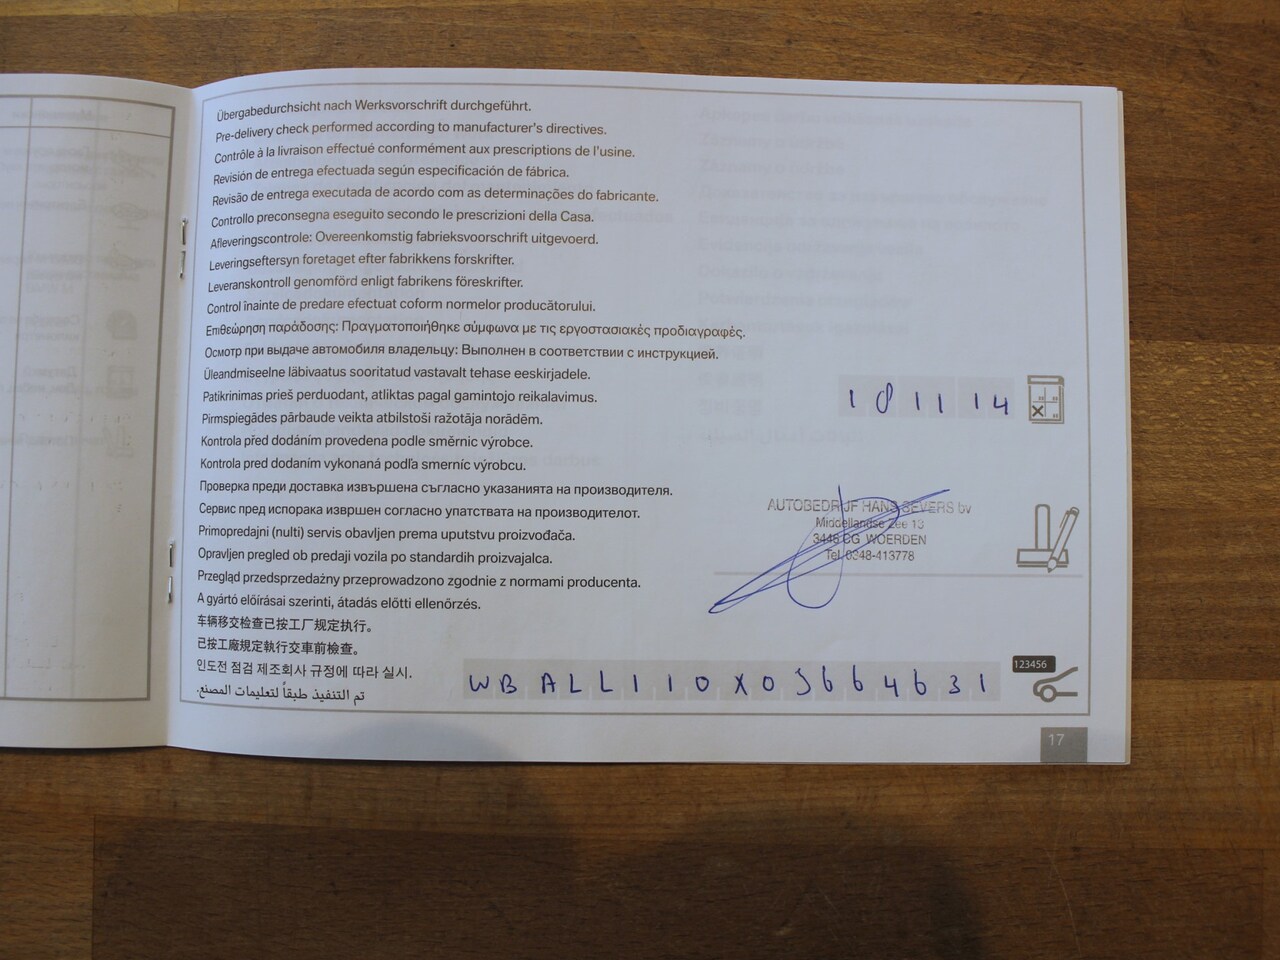 Übergabedurchsicht nach Werksvorschrift durchgeführt.
Pre-delivery check performed according to manufacturer's directives.
Contrôle à la livraison effectué conformément aux prescriptions de l'usine.
Revisión de entrega efectuada según especificación de fábrica.
Revisão de entrega executada de acordo com as determinações do fabricante.
Controllo preconsegna eseguito secondo le prescrizioni della Casa.
Afleveringscontrole: Overeenkomstig fabrieksvoorschrift uitgevoerd.
Leveringseftersyn foretaget efter fabrikkens forskrifter.
Leveranskontroll genomförd enligt fabrikens föreskrifter.
Control înainte de predare efectuat coform normelor producătorului.
Επιθεώρηση παράδοσης: Πραγματοποιήθηκε σύμφωνα με τις εργοστασιακές προδιαγραφές.
Осмотр при выдаче автомобиля владельцу: Выполнен в соответствии с инструкцией.
Üleandmiseelne läbivaatus sooritatud vastavalt tehase eeskirjadele.
Patikrinimas prieš perduodant, atliktas pagal gamintojo reikalavimus.
Pirmspiegādes pārbaude veikta atbilstoši ražotāja norādēm.
Kontrola před dodáním provedena podle směrnic výrobce.
Kontrola pred dodaním vykonaná podľa smerníc výrobcu.
Проверка преди доставка извършена съгласно указанията на производителя.
Сервис пред испорака извршен согласно упатствата на производителот.
Primopredajni (nulti) servis obavljen prema uputstvu proizvođača.
Opravljen pregled ob predaji vozila po standardih proizvajalca.
Przegląd przedsprzedażny przeprowadzono zgodnie z normami producenta.
A gyártó előírásai szerinti, átadás előtti ellenőrzés.
车辆移交检查已按工厂规定执行。
已按工廠規定執行交車前檢查。
인도전 점검 제조회사 규정에 따라 실시.
تم التنفيذ طبقاً لتعليمات المصنع.
18 11 14
AUTOBEDRIJF HANS SEVERS bv
Middellandse Zee 13
3446 CG WOERDEN
Tel. 0348-413778
123456
WBALL110X0J664631
17